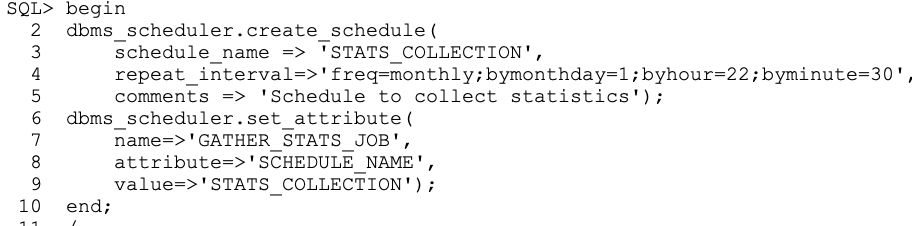 SQL> begin
2 dbms_scheduler.create_schedule(
3 schedule_name => 'STATS_COLLECTION',
4 repeat_interval=>'freq=monthly;bymonthday=1;byhour=22;byminute=30',
5 comments => 'Schedule to collect statistics');
6 dbms_scheduler.set_attribute(
7 name=>'GATHER_STATS_JOB',
8 attribute=>'SCHEDULE_NAME',
9 value=>'STATS_COLLECTION');
10 end;
11 /